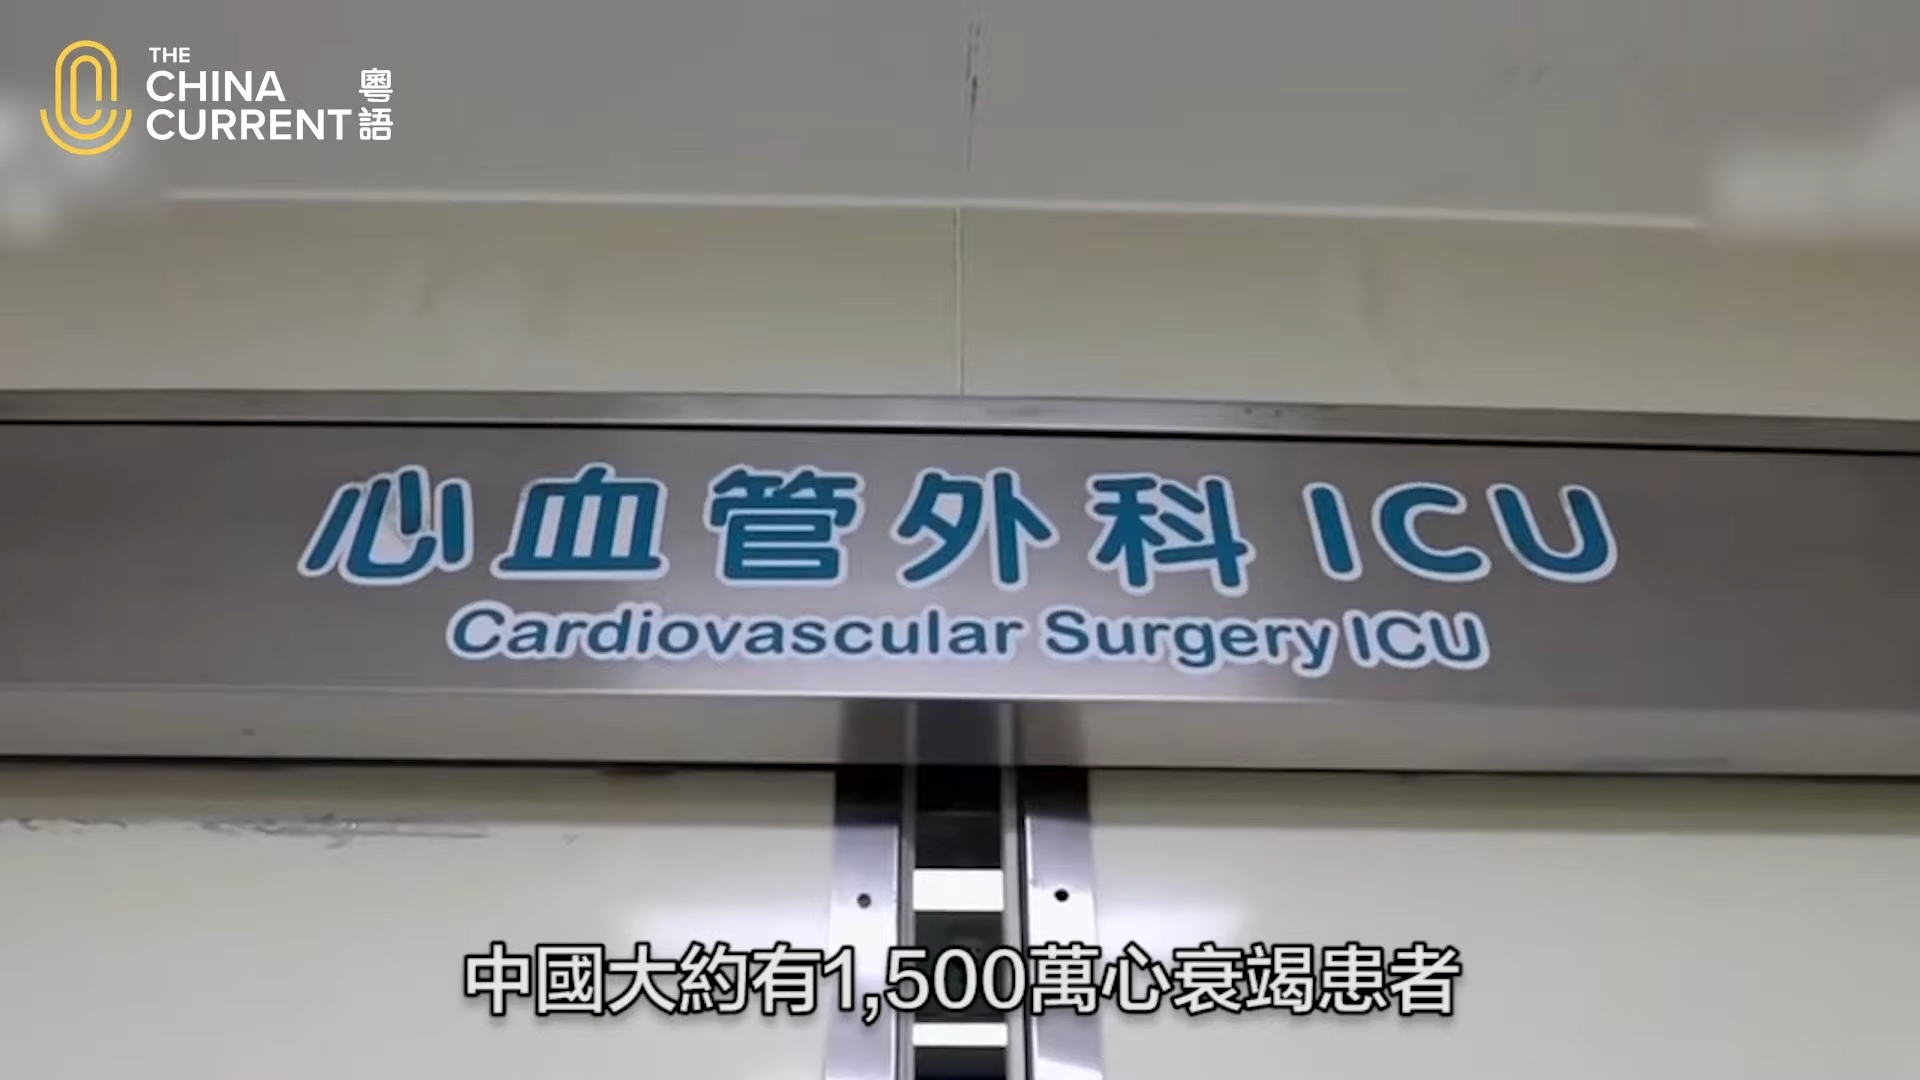 THE
CHINA
CURRENT
粵語
心血管外科 ICU
Cardiovascular Surgery ICU
中國大約有1,500萬心衰竭患者